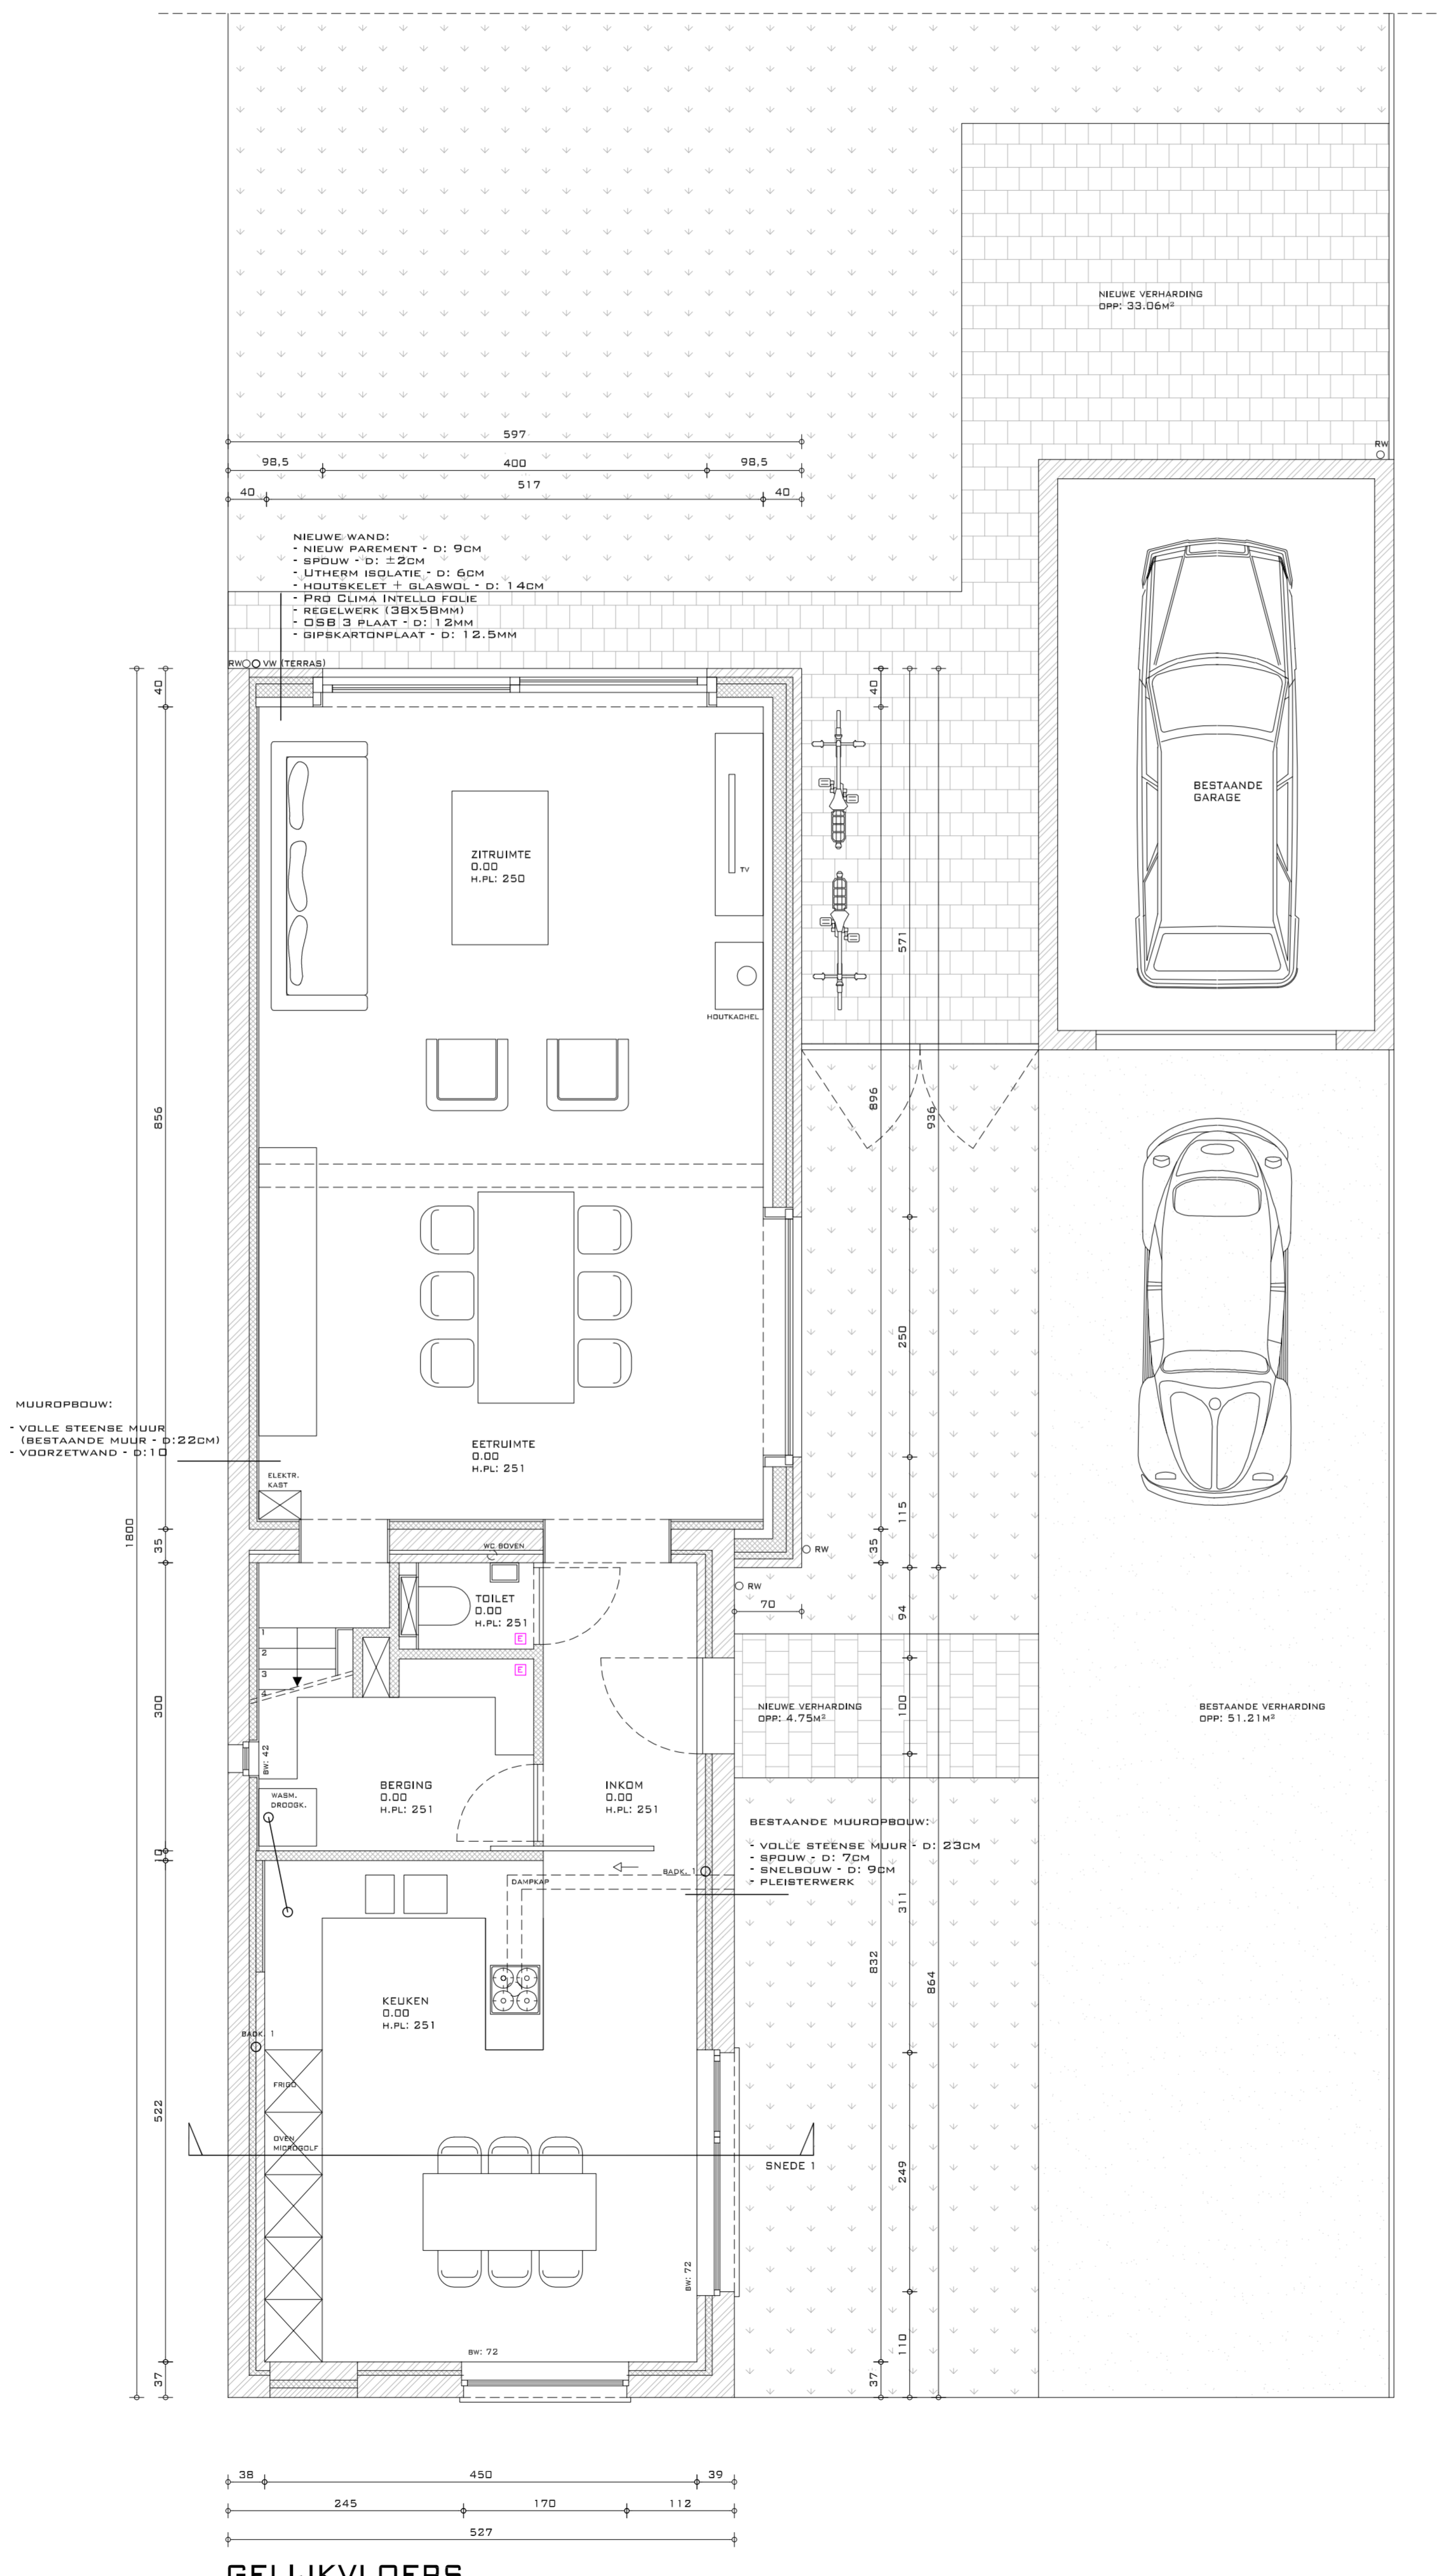 NIEUWE VERHARDING
OPP: 33.06M²
RW
597
98,5
400
98,5
40
517
40
NIEUWE WAND:
- NIEUW PAREMENT - D: 9CM
- SPOUW - D: ±2CM
- UTHERM ISOLATIE - D: 6CM
- HOUTSKELET + GLASWOL - D: 14CM
- PRO CLIMA INTELLO FOLIE
- REGELWERK (38X58MM)
- OSB 3 PLAAT - D: 12MM
- GIPSKARTONPLAAT - D: 12.5MM
RW
VW (TERRAS)
40
40
BESTAANDE
GARAGE
ZITRUIMTE
0.00
H.PL: 250
TV
571
HOUTKACHEL
856
896
936
250
MUUROPBOUW:
- VOLLE STEENSE MUUR
(BESTAANDE MUUR - D:22CM)
- VOORZETWAND - D:10
EETRUIMTE
0.00
H.PL: 251
ELEKTR.
KAST
115
1800
35
35
WC BOVEN
RW
RW
TOILET
0.00
H.PL: 251
70
94
E
E
1
2
3
4
300
100
NIEUWE VERHARDING
OPP: 4.75M²
BESTAANDE VERHARDING
OPP: 51.21M²
BW: 42
WASM.
DROOGK.
BERGING
0.00
H.PL: 251
INKOM
0.00
H.PL: 251
BESTAANDE MUUROPBOUW:
- VOLLE STEENSE MUUR - D: 23CM
- SPOUW - D: 7CM
- SNELBOUW - D: 9CM
- PLEISTERWERK
10
BADK. 1
DAMPKAP
311
832
864
KEUKEN
0.00
H.PL: 251
BADK. 1
FRIGO
522
OVEN
MICROGOLF
SNEDE 1
249
BW: 72
BW: 72
110
37
37
38
450
39
245
170
112
527
GELIJKVLOERS